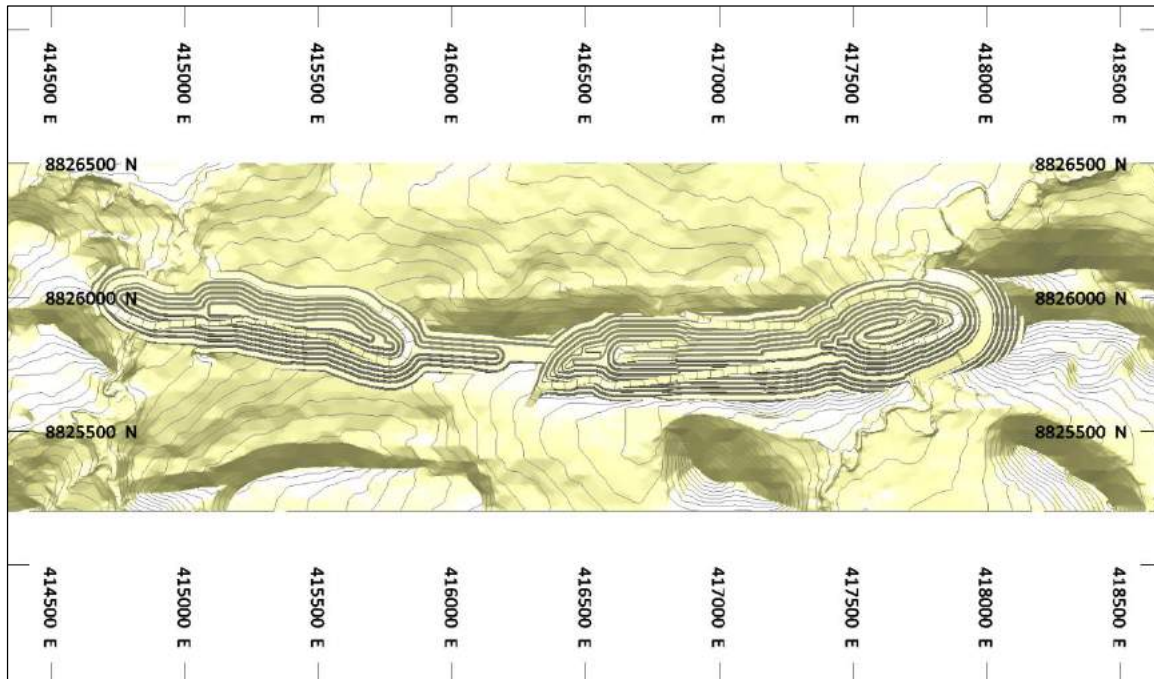 414500 E
415000 E
415500 E
416000 E
416500 E
417000 E
417500 E
418000 E
418500 E
8826500 N
8826500 N
8826000 N
8826000 N
8825500 N
8825500 N
414500 E
415000 E
415500 E
416000 E
416500 E
417000 E
417500 E
418000 E
418500 E